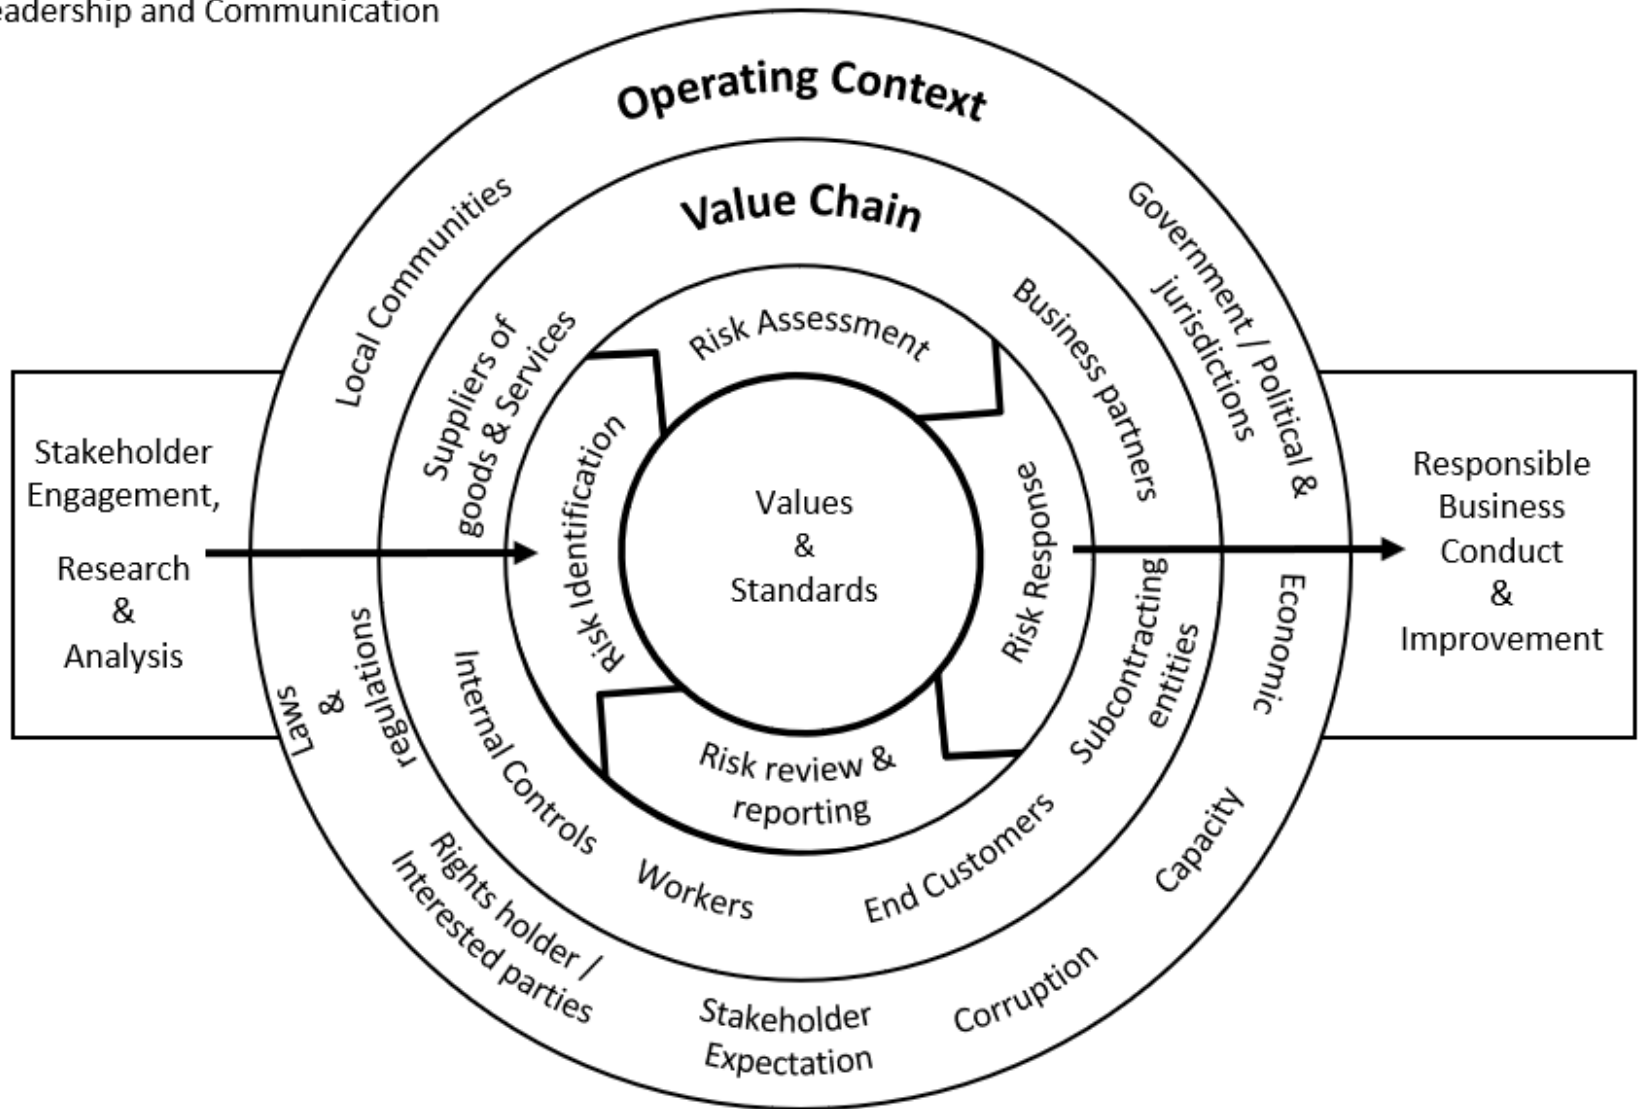 eadership and Communication
Operating Context
Value Chain
Local Communities
Government / Political &
jurisdictions
Suppliers of
goods & Services
Business partners
Risk Assessment
Risk Identification
Risk Response
Risk review &
reporting
Values
&
Standards
Stakeholder
Engagement,
Research
&
Analysis
Responsible
Business
Conduct
&
Improvement
Laws
&
regulations
Internal Controls
Workers
End Customers
Subcontracting
entities
Economic
Capacity
Corruption
Stakeholder
Expectation
Rights holder /
Interested parties